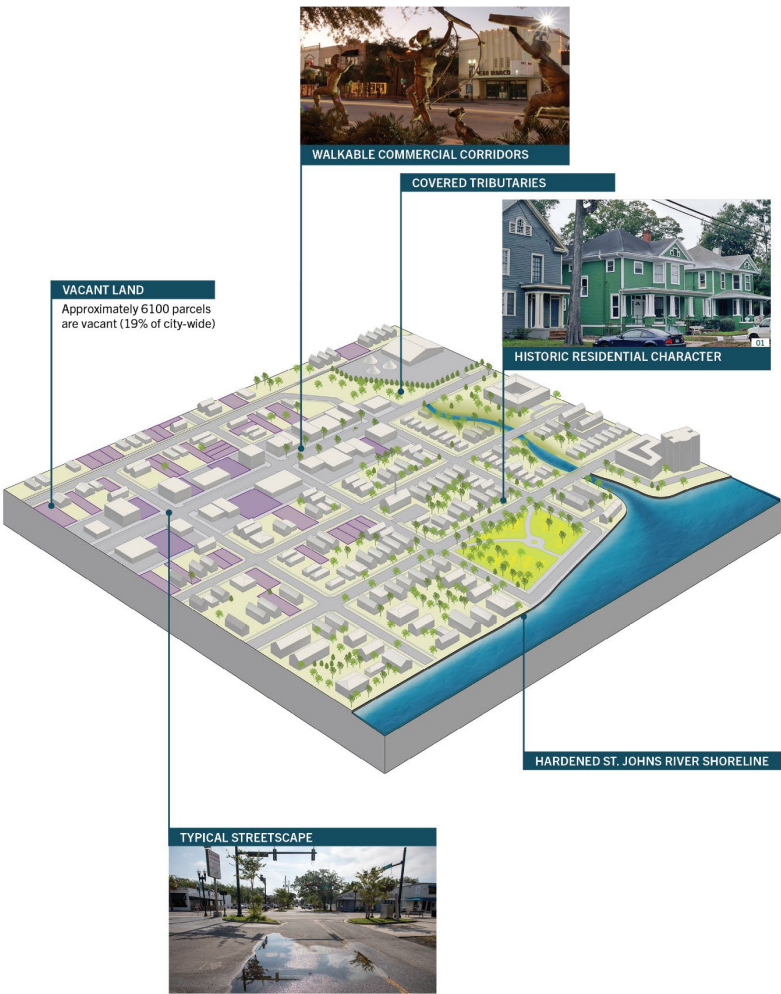 WALKABLE COMMERCIAL CORRIDORS
COVERED TRIBUTARIES
VACANT LAND
Approximately 6100 parcels
are vacant (19% of city-wide)
01
HISTORIC RESIDENTIAL CHARACTER
HARDENED ST. JOHNS RIVER SHORELINE
TYPICAL STREETSCAPE